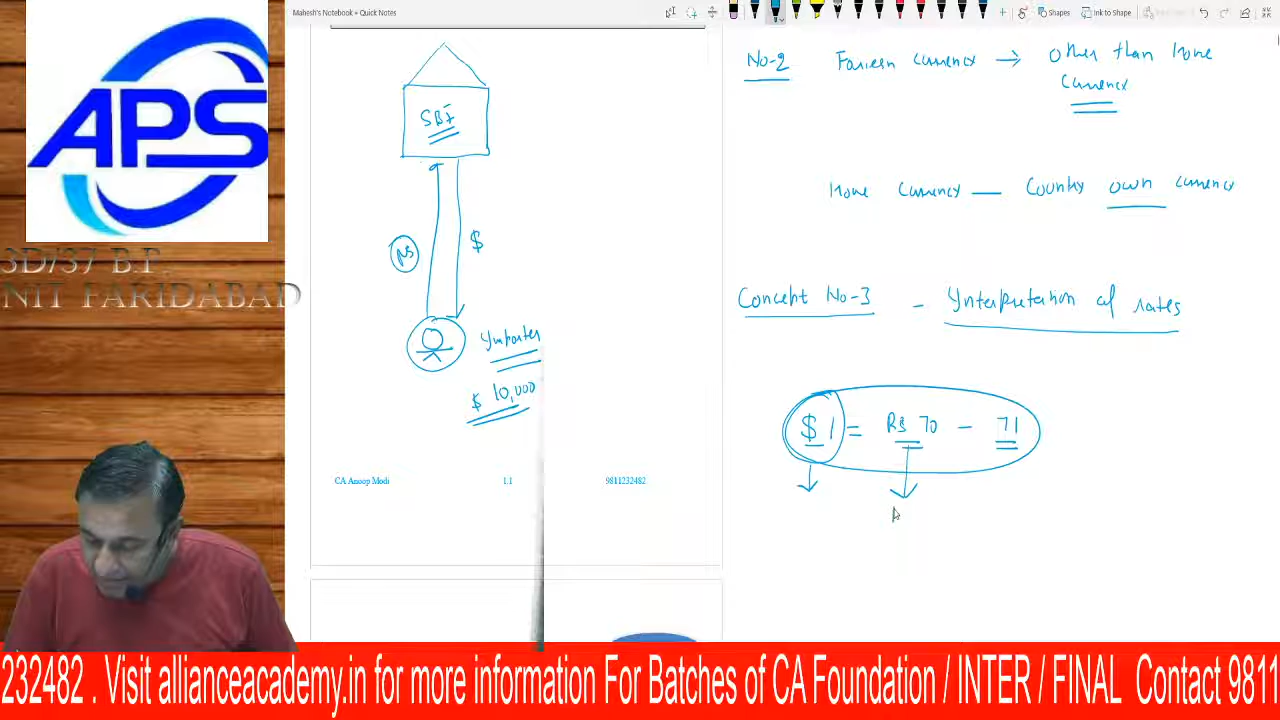 APS
3D/37 B.P.
NIT FARIDABAD
Mahesh's Notebook + Quick Notes
Shapes
Ink to Shape
SBI
Rs
$
Importer
$ 10,000
CA Anoop Modi
1.1
9811232482
No-2 Foriegn currency → other than Home
currency
Home currency — Country own currency
Concept No-3 - Interpretation of rates
$ 1 = Rs 70 - 71
232482 . Visit allianceacademy.in for more information For Batches of CA Foundation / INTER / FINAL Contact 9811